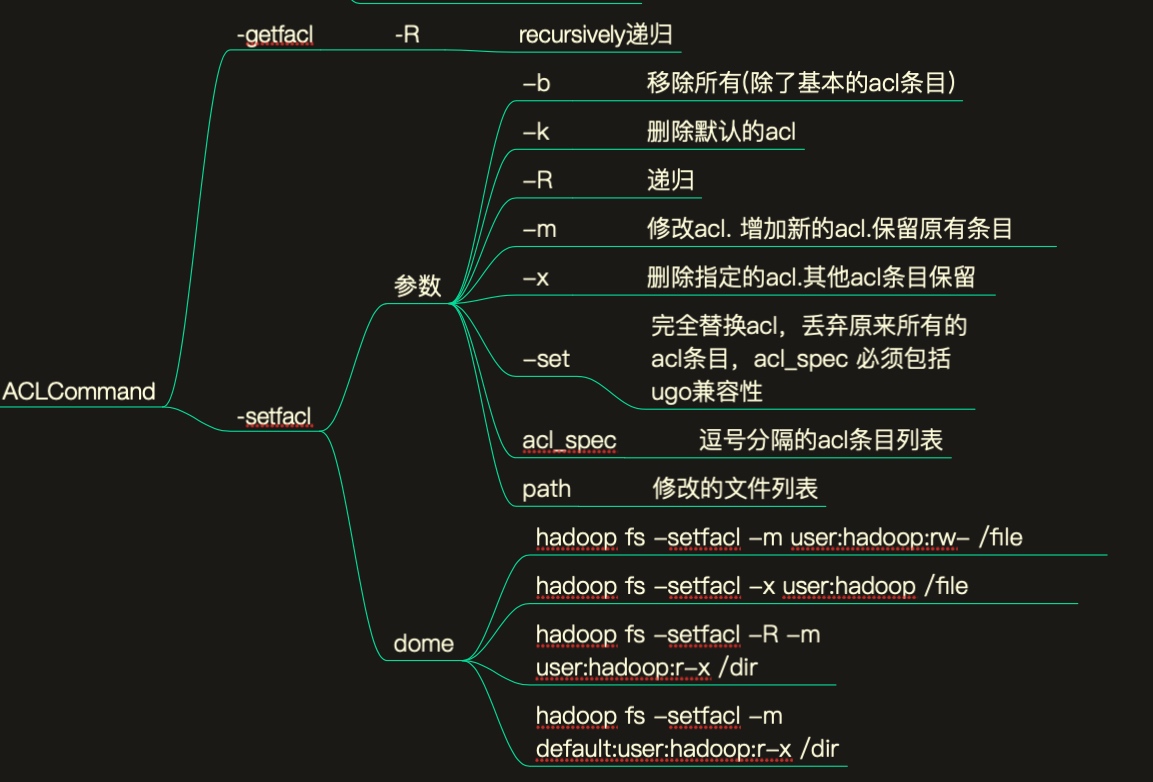 -getfacl -R recursively递归
-b 移除所有(除了基本的acl条目)
-k 删除默认的acl
-R 递归
-m 修改acl. 增加新的acl.保留原有条目
参数
-x 删除指定的acl.其他acl条目保留
完全替换acl，丢弃原来所有的
-set acl条目，acl_spec 必须包括
ugo兼容性
ACLCommand
-setfacl
acl_spec 逗号分隔的acl条目列表
path 修改的文件列表
hadoop fs -setfacl -m user:hadoop:rw- /file
hadoop fs -setfacl -x user:hadoop /file
dome
hadoop fs -setfacl -R -m
user:hadoop:r-x /dir
hadoop fs -setfacl -m
default:user:hadoop:r-x /dir